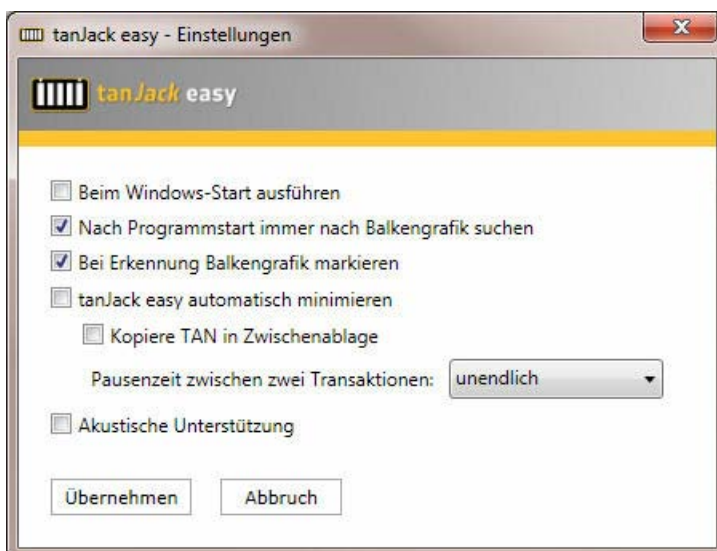 tanJack easy - Einstellungen
tanJack easy
Beim Windows-Start ausführen
Nach Programmstart immer nach Balkengrafik suchen
Bei Erkennung Balkengrafik markieren
tanJack easy automatisch minimieren
Kopiere TAN in Zwischenablage
Pausenzeit zwischen zwei Transaktionen: unendlich
Akustische Unterstützung
Übernehmen Abbruch